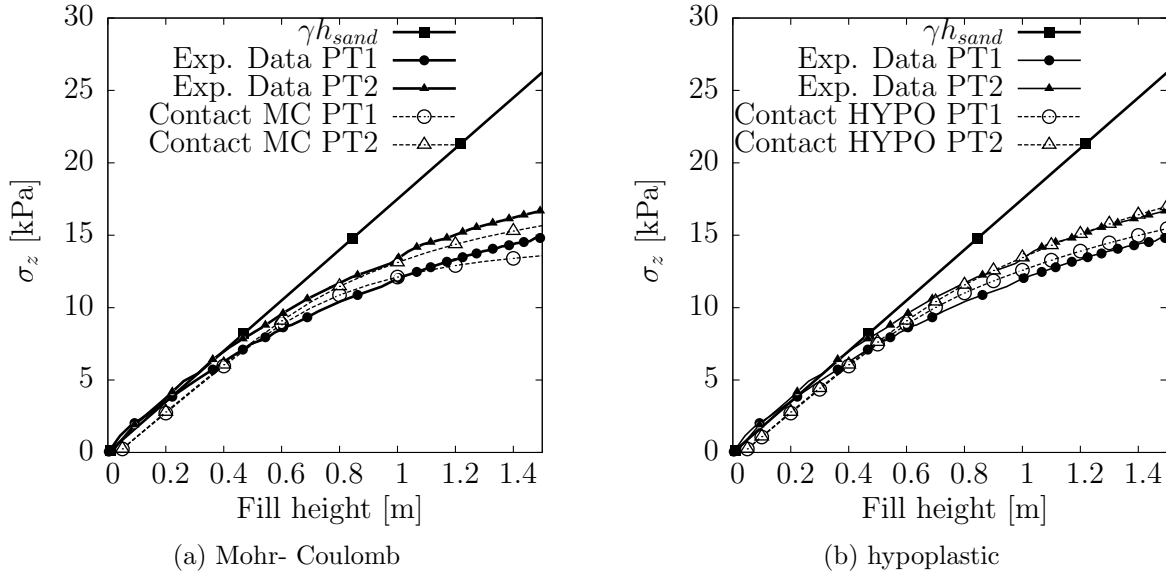 30
25
20
15
10
5
0
σz [kPa]
γhsand
Exp. Data PT1
Exp. Data PT2
Contact MC PT1
Contact MC PT2
0 0.2 0.4 0.6 0.8 1 1.2 1.4
Fill height [m]
(a) Mohr- Coulomb
30
25
20
15
10
5
0
σz [kPa]
γhsand
Exp. Data PT1
Exp. Data PT2
Contact HYPO PT1
Contact HYPO PT2
0 0.2 0.4 0.6 0.8 1 1.2 1.4
Fill height [m]
(b) hypoplastic